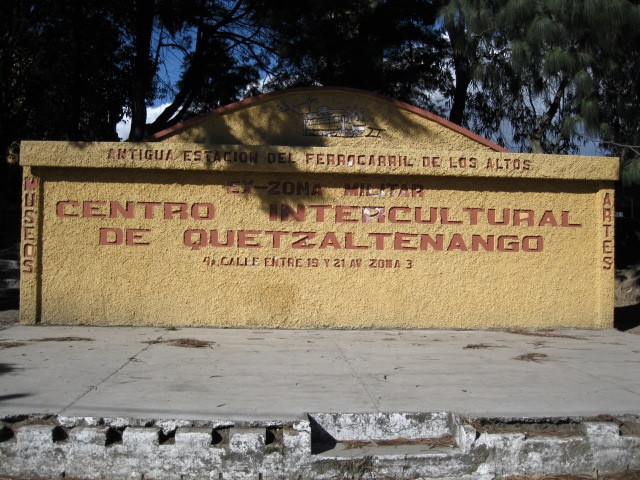 ANTIGUA ESTACION DEL FERROCARRIL DE LOS ALTOS
EX-ZONA MILITAR
CENTRO INTERCULTURAL
DE QUETZALTENANGO
4A. CALLE ENTRE 19 Y 21 AV. ZONA 3
MUSEOS
ARTES